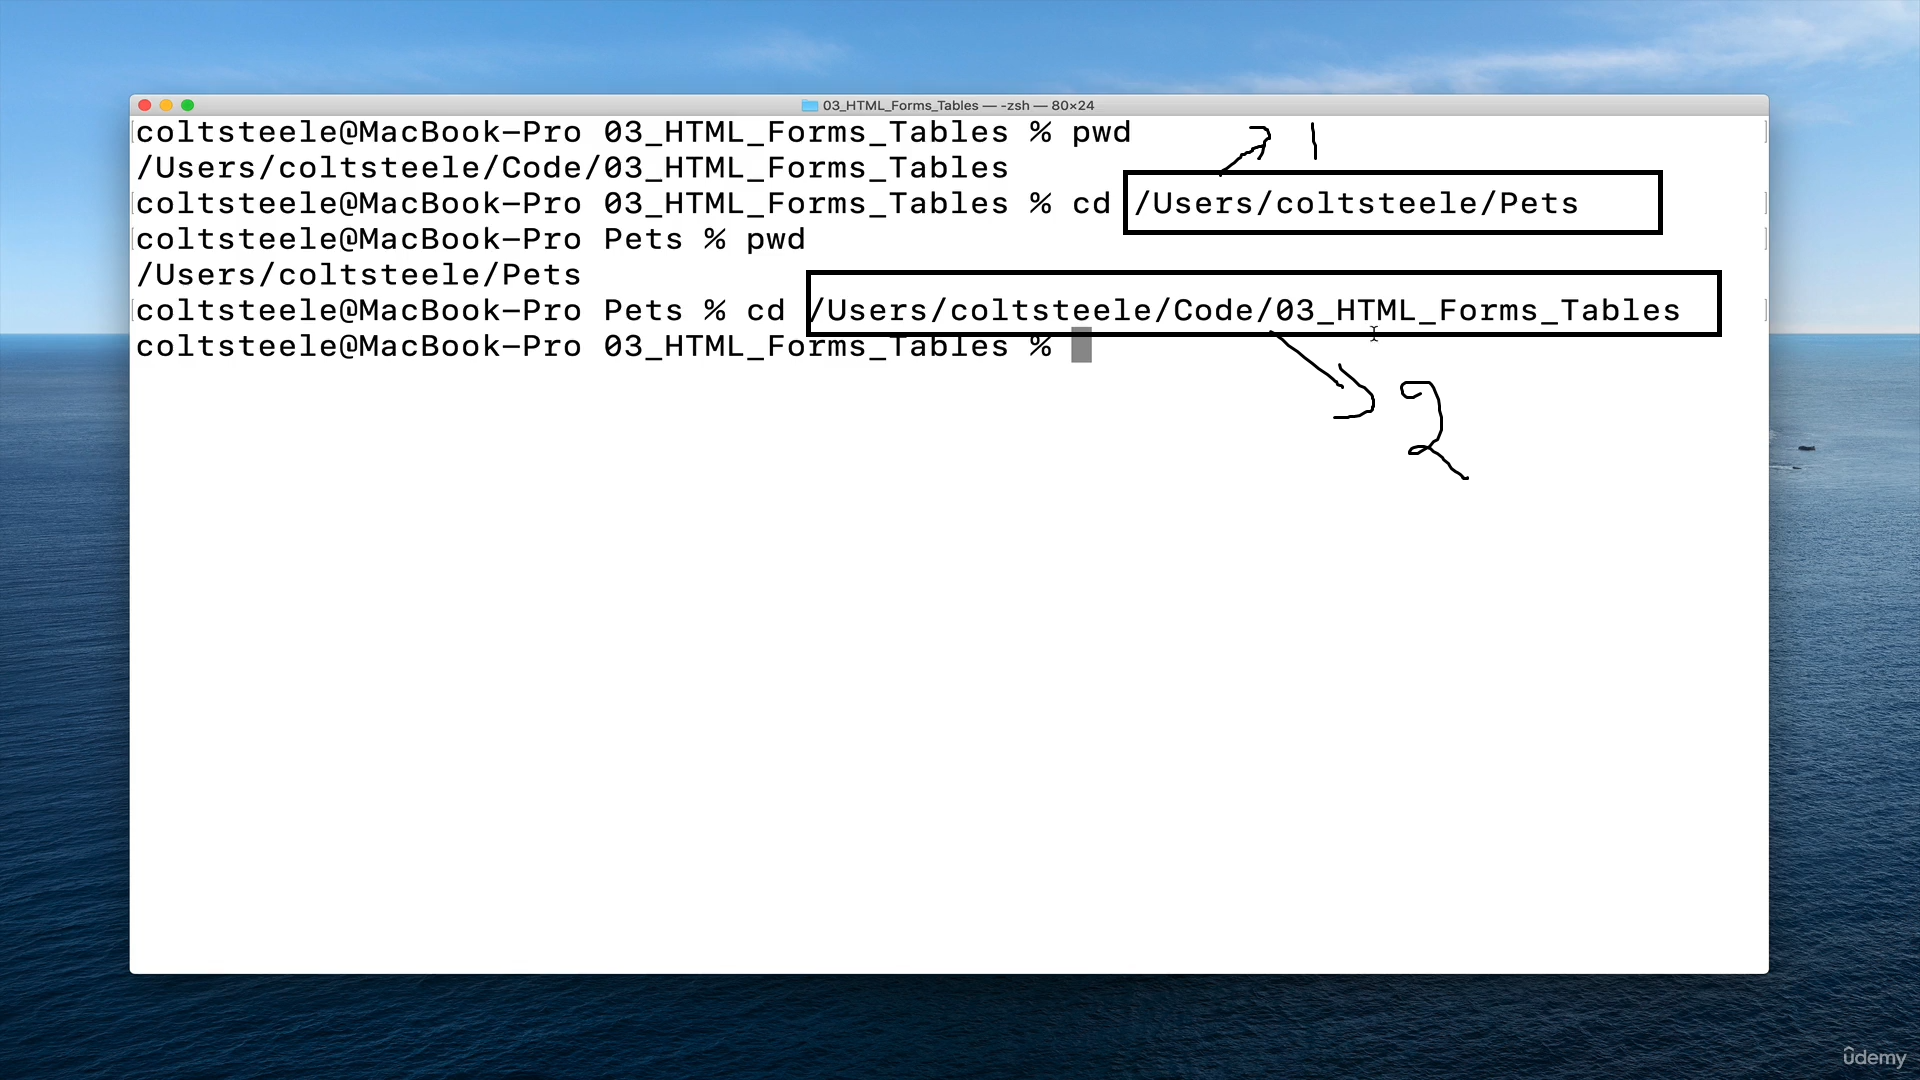 03_HTML_Forms_Tables — -zsh — 80×24
coltsteele@MacBook-Pro 03_HTML_Forms_Tables % pwd
/Users/coltsteele/Code/03_HTML_Forms_Tables
coltsteele@MacBook-Pro 03_HTML_Forms_Tables % cd /Users/coltsteele/Pets
coltsteele@MacBook-Pro Pets % pwd
/Users/coltsteele/Pets
coltsteele@MacBook-Pro Pets % cd /Users/coltsteele/Code/03_HTML_Forms_Tables
coltsteele@MacBook-Pro 03_HTML_Forms_Tables %
1
2
udemy